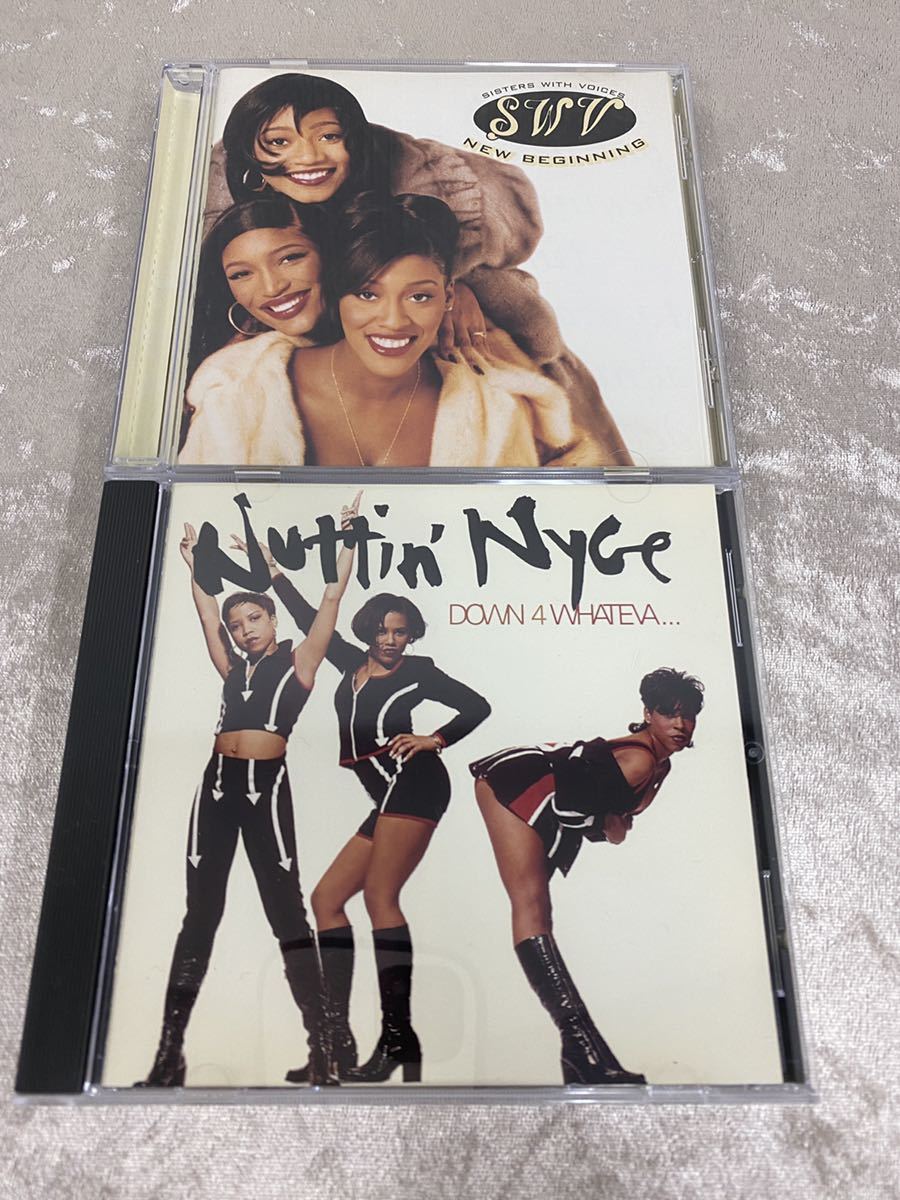 SISTERS WITH VOICES
SWV
NEW BEGINNING
Nuttin' Nyce
DOWN 4 WHATEVA...